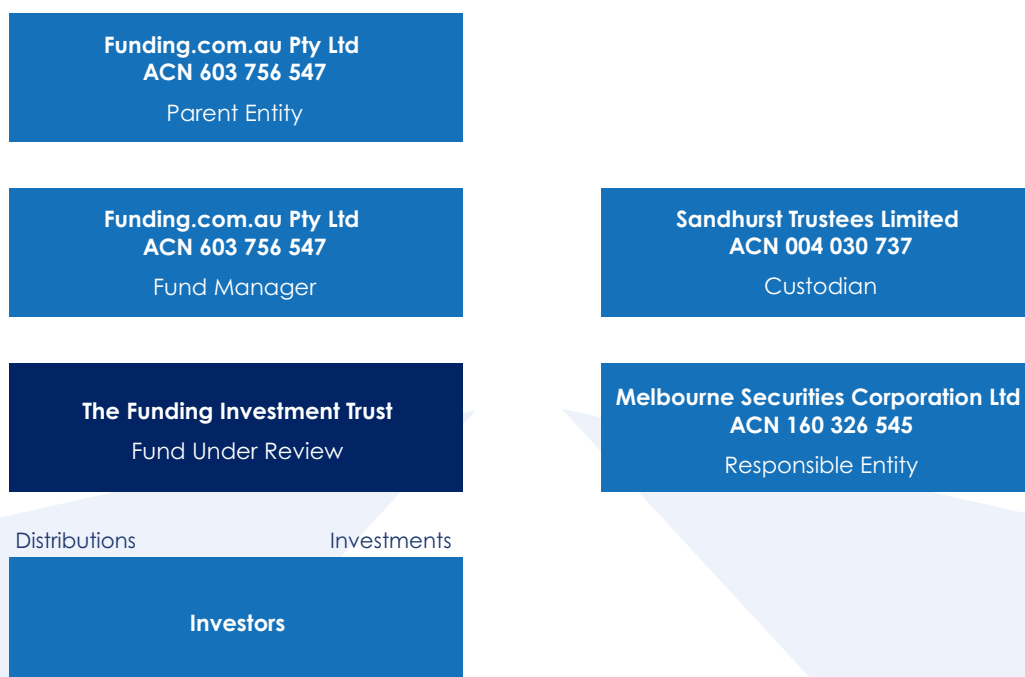 Funding.com.au Pty Ltd
ACN 603 756 547
Parent Entity
Funding.com.au Pty Ltd
ACN 603 756 547
Fund Manager
Sandhurst Trustees Limited
ACN 004 030 737
Custodian
The Funding Investment Trust
Fund Under Review
Melbourne Securities Corporation Ltd
ACN 160 326 545
Responsible Entity
Distributions
Investments
Investors